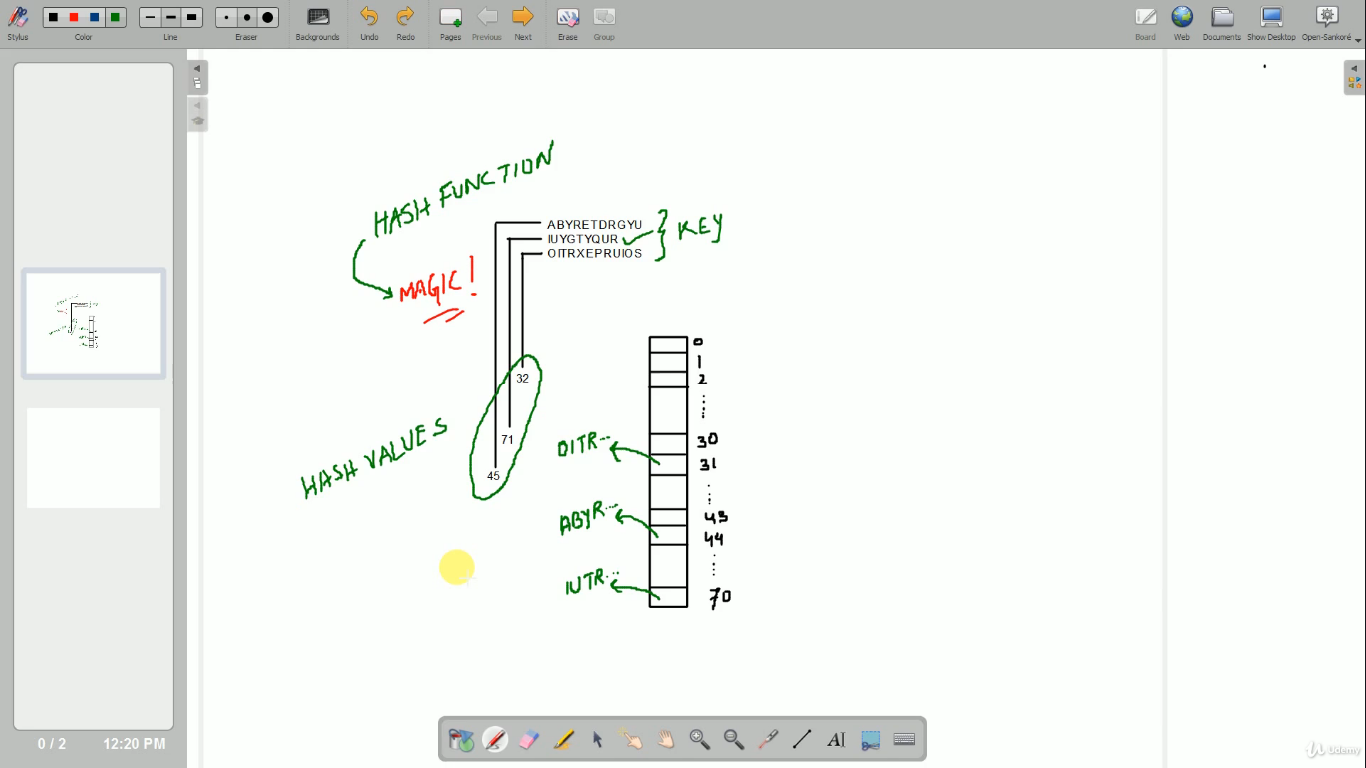 Stylus
Color
Line
Eraser
Backgrounds
Undo
Redo
Pages
Previous
Next
Erase
Group
Board
Web
Documents
Show Desktop
Open-Sankoré
HASH FUNCTION
MAGIC!
ABYRETDRGYU
IUYGTYQUR
OITRXEPRUIOS
KEY
32
71
45
HASH VALUES
0
1
2
30
31
43
44
70
OITR...
ABYR...
IUTR...
0 / 2 12:20 PM
AI
Udemy